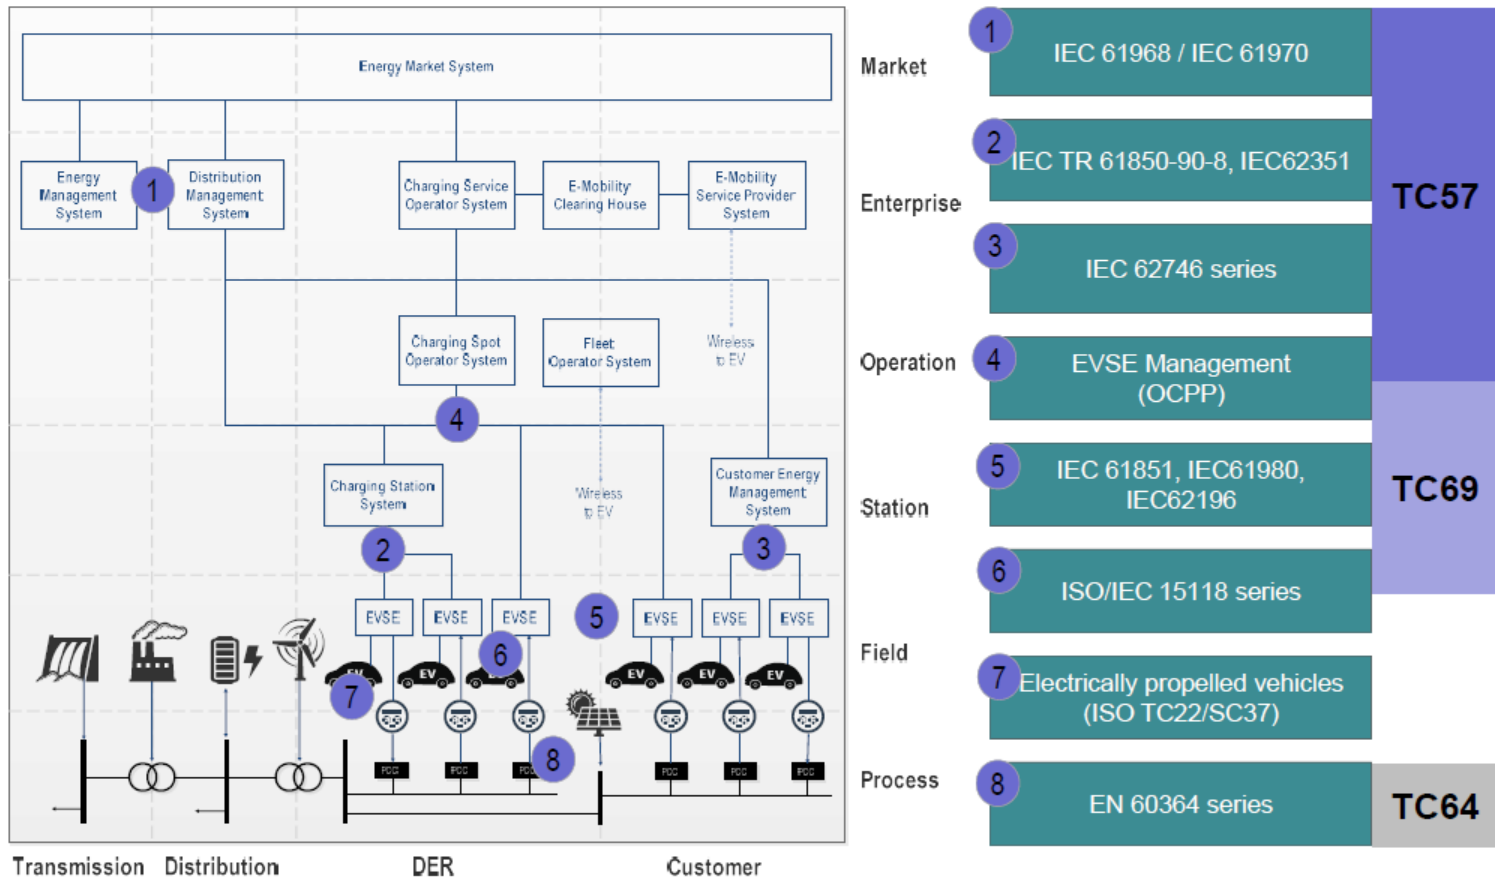 Energy Market System
Energy
Management
System
1
Distribution
Management
System
Charging Service
Operator System
E-Mobility
Clearing House
E-Mobility
Service Provider
System
Charging Spot
Operator System
Fleet
Operator System
Wireless
to EV
4
Charging Station
System
Wireless
to EV
Customer Energy
Management
System
2
3
EVSE
EVSE
EVSE
5
EVSE
EVSE
EVSE
6
EV
EV
EV
EV
EV
7
8
PCC
PCC
PCC
PCC
PCC
PCC
Transmission
Distribution
DER
Customer
Market
Enterprise
Operation
Station
Field
Process
1
IEC 61968 / IEC 61970
2
IEC TR 61850-90-8, IEC62351
3
IEC 62746 series
4
EVSE Management
(OCPP)
5
IEC 61851, IEC61980,
IEC62196
6
ISO/IEC 15118 series
7
Electrically propelled vehicles
(ISO TC22/SC37)
8
EN 60364 series
TC57
TC69
TC64